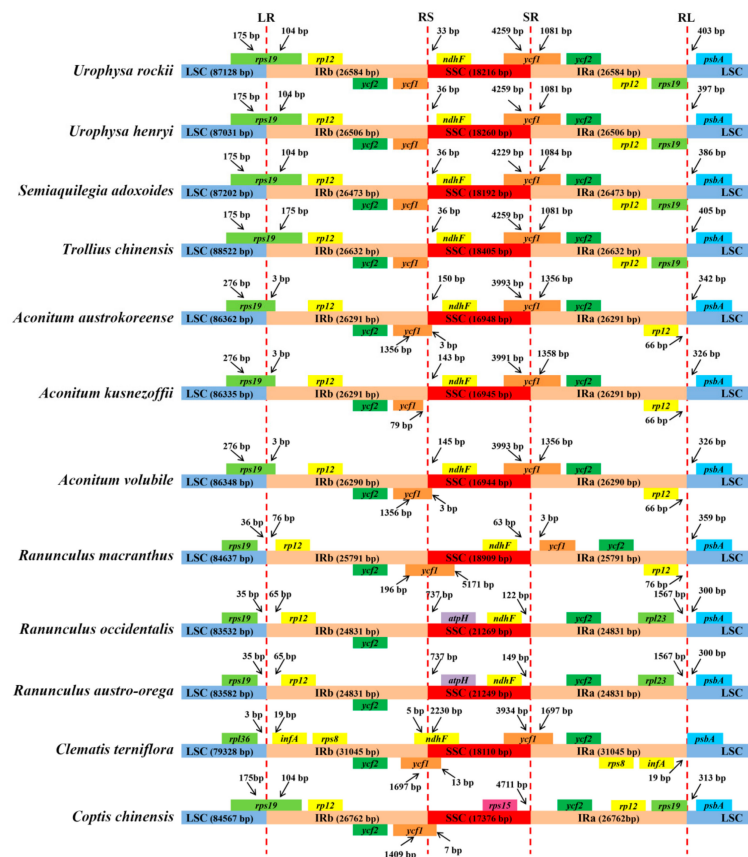 LR RS SR RL
175 bp 104 bp 33 bp 4259 bp 1081 bp 403 bp
rps19 rp12 ndhF ycf1 ycf2 psbA
Urophysa rockii LSC (87128 bp) IRb (26584 bp) SSC (18216 bp) IRa (26584 bp) LSC
ycf2 ycf1 rp12 rps19
175 bp 104 bp 36 bp 4259 bp 1081 bp 397 bp
rps19 rp12 ndhF ycf1 ycf2 psbA
Urophysa henryi LSC (87031 bp) IRb (26506 bp) SSC (18260 bp) IRa (26506 bp) LSC
ycf2 ycf1 rp12 rps19
175 bp 104 bp 36 bp 4229 bp 1084 bp 386 bp
rps19 rp12 ndhF ycf1 ycf2 psbA
Semiaquilegia adoxoides LSC (87202 bp) IRb (26473 bp) SSC (18192 bp) IRa (26473 bp) LSC
ycf2 ycf1 rp12 rps19
175 bp 175 bp 36 bp 4259 bp 1081 bp 405 bp
rps19 rp12 ndhF ycf1 ycf2 psbA
Trollius chinensis LSC (88522 bp) IRb (26632 bp) SSC (18405 bp) IRa (26632 bp) LSC
ycf2 ycf1 rp12 rps19
276 bp 3 bp 150 bp 3993 bp 1356 bp 342 bp
rps19 rp12 ndhF ycf1 ycf2 psbA
Aconitum austrokoreense LSC (86362 bp) IRb (26291 bp) SSC (16948 bp) IRa (26291 bp) LSC
ycf2 ycf1 rp12
1356 bp 3 bp 66 bp
276 bp 3 bp 143 bp 3991 bp 1358 bp 326 bp
rps19 rp12 ndhF ycf1 ycf2 psbA
Aconitum kusnezoffii LSC (86335 bp) IRb (26291 bp) SSC (16945 bp) IRa (26291 bp) LSC
ycf2 ycf1 rp12
79 bp 66 bp
276 bp 3 bp 145 bp 3993 bp 1356 bp 326 bp
rps19 rp12 ndhF ycf1 ycf2 psbA
Aconitum volubile LSC (86348 bp) IRb (26290 bp) SSC (16944 bp) IRa (26290 bp) LSC
ycf2 ycf1 rp12
1356 bp 3 bp 66 bp
36 bp 76 bp 63 bp 3 bp 359 bp
rps19 rp12 ndhF ycf1 ycf2 psbA
Ranunculus macranthus LSC (84637 bp) IRb (25791 bp) SSC (18909 bp) IRa (25791 bp) LSC
ycf2 ycf1 rp12
196 bp 5171 bp 76 bp
35 bp 65 bp 737 bp 122 bp 1567 bp 300 bp
rps19 rp12 atpH ndhF ycf2 rpl23 psbA
Ranunculus occidentalis LSC (83532 bp) IRb (24831 bp) SSC (21269 bp) IRa (24831 bp) LSC
ycf2
35 bp 65 bp 737 bp 149 bp 1567 bp 300 bp
rps19 rp12 atpH ndhF ycf2 rpl23 psbA
Ranunculus austro-orega LSC (83582 bp) IRb (24831 bp) SSC (21249 bp) IRa (24831 bp) LSC
ycf2
3 bp 19 bp 5 bp 2230 bp 3934 bp 1697 bp
rpl36 infA rps8 ndhF ycf1 ycf2 psbA
Clematis terniflora LSC (79328 bp) IRb (31045 bp) SSC (18110 bp) IRa (31045 bp) LSC
ycf2 ycf1 rps8 infA
1697 bp 13 bp 19 bp
175bp 104 bp 4711 bp 313 bp
rps19 rp12 rps15 ycf2 rp12 rps19 psbA
Coptis chinensis LSC (84567 bp) IRb (26762 bp) SSC (17376 bp) IRa (26762bp) LSC
ycf2 ycf1
1409 bp 7 bp